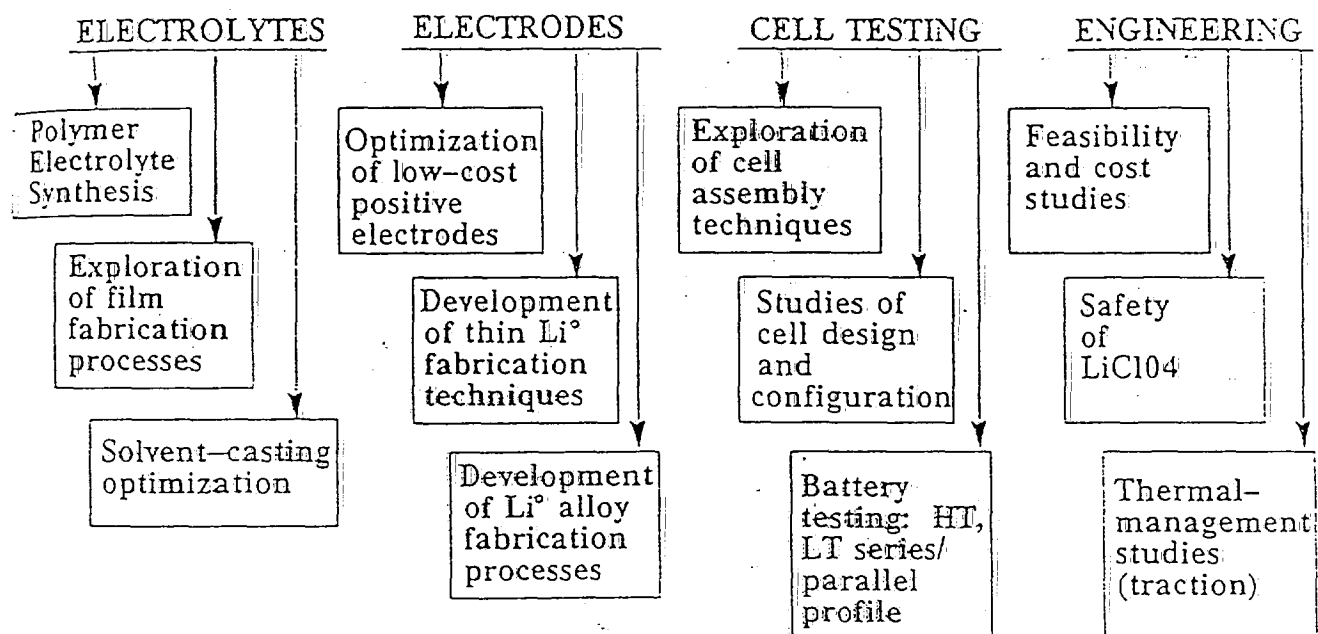 ELECTROLYTES
Polymer
Electrolyte
Synthesis
Exploration
of film
fabrication
processes
Solvent-casting
optimization
ELECTRODES
Optimization
of low-cost
positive
electrodes
Development
of thin Li°
fabrication
techniques
Development
of Li° alloy
fabrication
processes
CELL TESTING
Exploration
of cell
assembly
techniques
Studies of
cell design
and
configuration
Battery
testing: HT,
LT series/
parallel
profile
ENGINEERING
Feasibility
and cost
studies
Safety
of
LiClO4
Thermal-
management
studies
(traction)